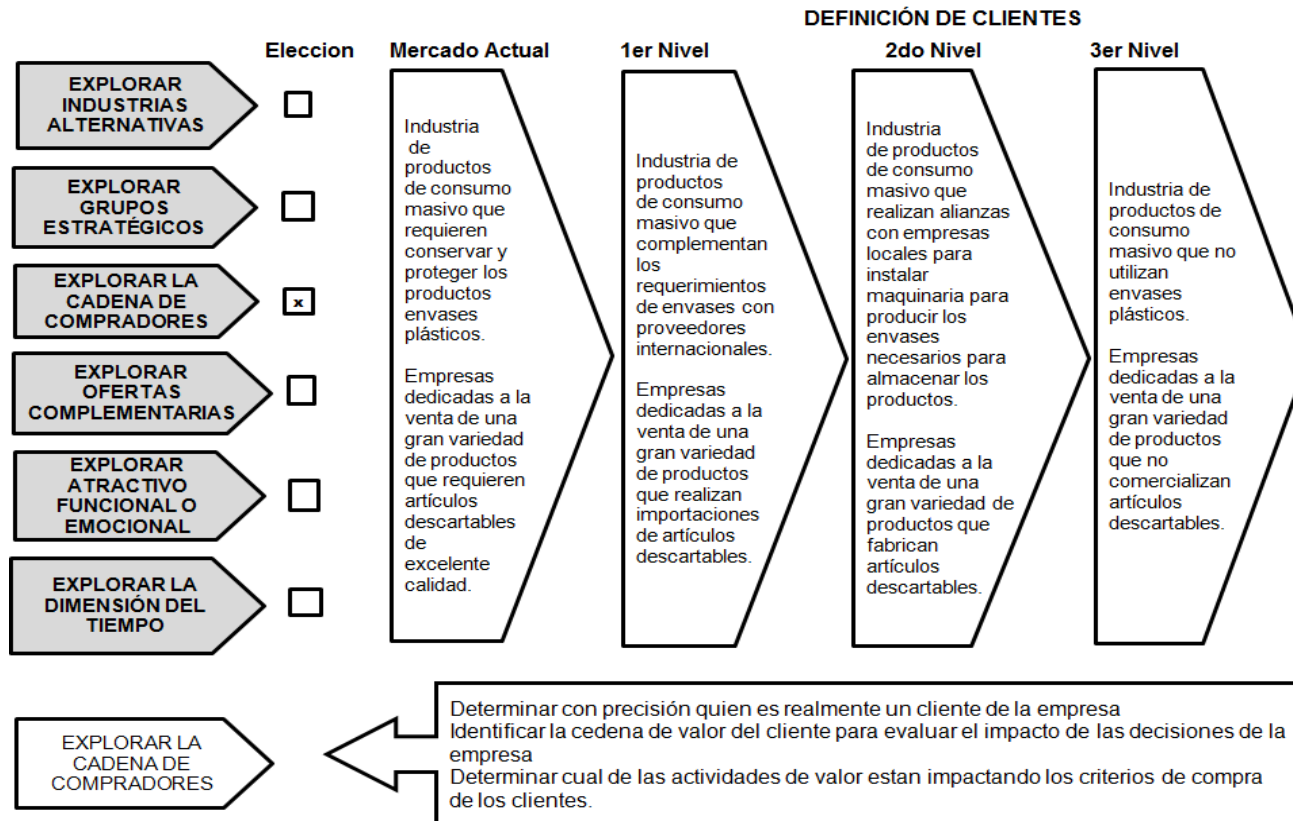 DEFINICIÓN DE CLIENTES
Eleccion
Mercado Actual
1er Nivel
2do Nivel
3er Nivel
EXPLORAR
INDUSTRIAS
ALTERNATIVAS
EXPLORAR
GRUPOS
ESTRATÉGICOS
EXPLORAR LA
CADENA DE
COMPRADORES
x
EXPLORAR
OFERTAS
COMPLEMENTARIAS
EXPLORAR
ATRACTIVO
FUNCIONAL O
EMOCIONAL
EXPLORAR LA
DIMENSIÓN DEL
TIEMPO
Industria
de
productos
de consumo
masivo que
requieren
conservar y
proteger los
productos
envases
plásticos.
Empresas
dedicadas a la
venta de una
gran variedad
de productos
que requieren
artículos
descartables
de
excelente
calidad.
Industria de
productos
de consumo
masivo que
complementan
los
requerimientos
de envases con
proveedores
internacionales.
Empresas
dedicadas a la
venta de una
gran variedad
de productos
que realizan
importaciones
de artículos
descartables.
Industria
de productos
de consumo
masivo que
realizan alianzas
con empresas
locales para
instalar
maquinaria para
producir los
envases
necesarios para
almacenar los
productos.
Empresas
dedicadas a la
venta de una
gran variedad de
productos que
fabrican
artículos
descartables.
Industria de
productos de
consumo
masivo que no
utilizan
envases
plásticos.
Empresas
dedicadas a la
venta de una
gran variedad
de productos
que no
comercializan
artículos
descartables.
EXPLORAR LA
CADENA DE
COMPRADORES
Determinar con precisión quien es realmente un cliente de la empresa
Identificar la cedena de valor del cliente para evaluar el impacto de las decisiones de la
empresa
Determinar cual de las actividades de valor estan impactando los criterios de compra
de los clientes.